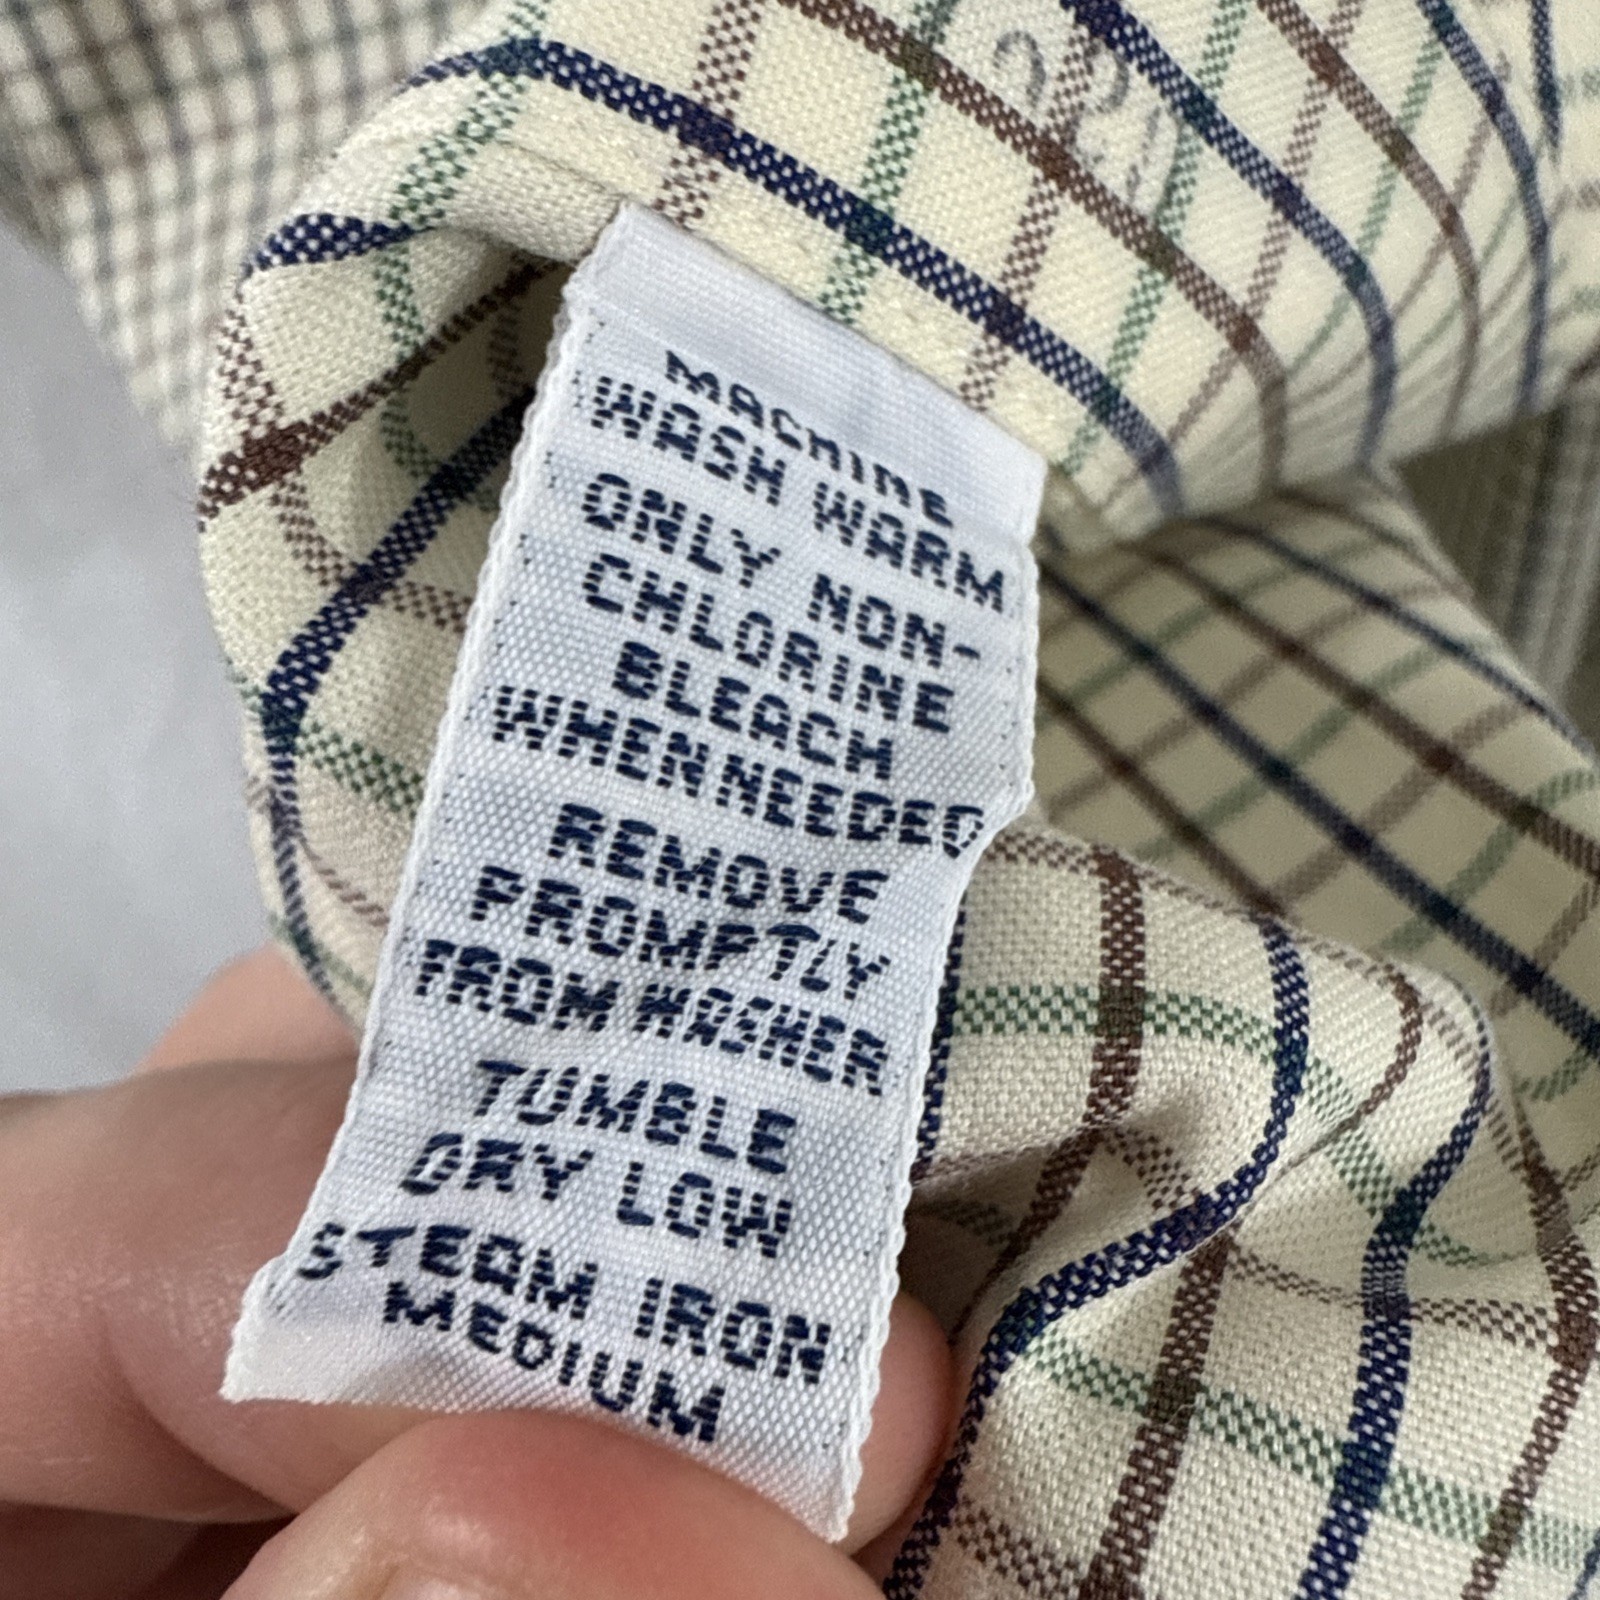 MACHINE
WASH WARM
ONLY NON-
CHLORINE
BLEACH
WHEN NEEDED
REMOVE
PROMPTLY
FROM WASHER
TUMBLE
DRY LOW
STEAM IRON
MEDIUM